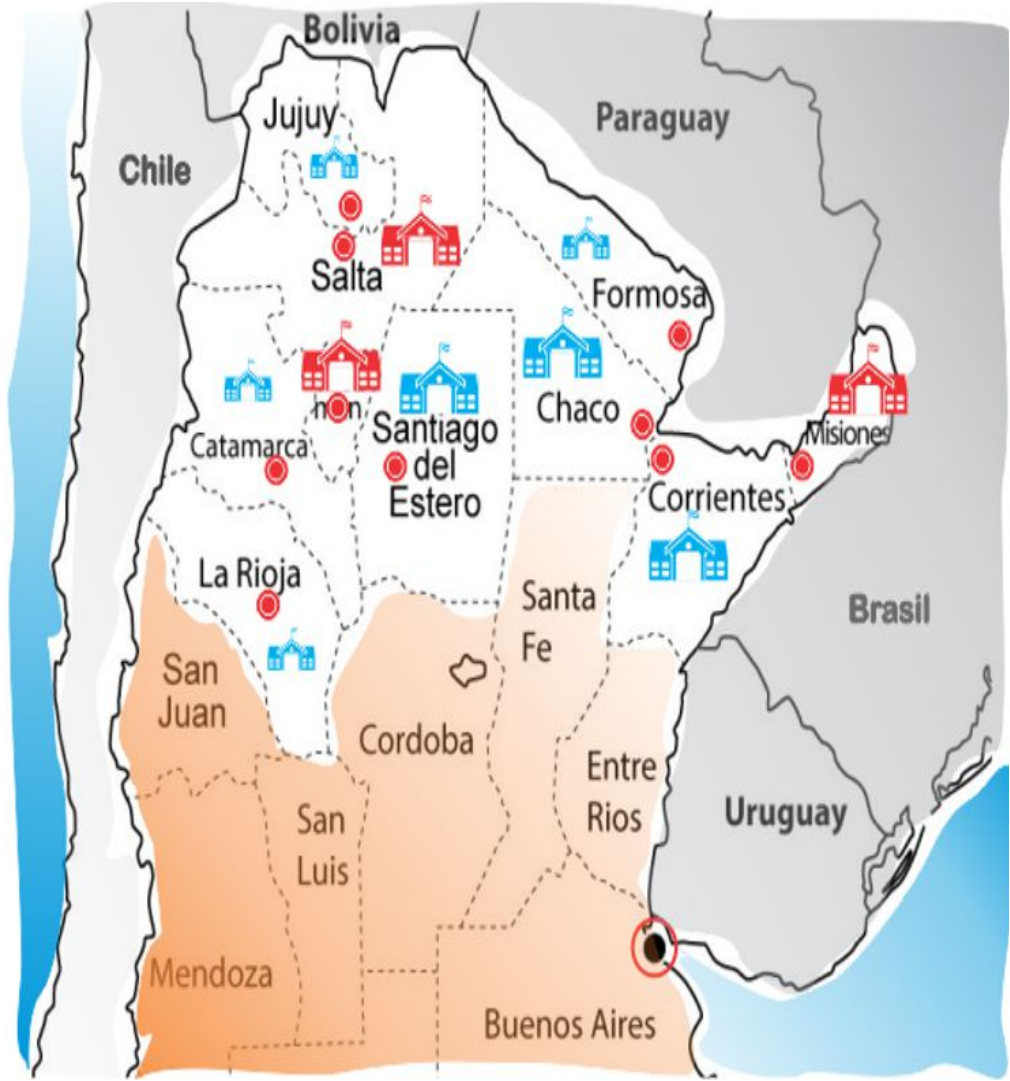 Bolivia
Jujuy
Paraguay
Chile
Salta
Formosa
Chaco
Santiago
del
Estero
Catamarca
Misiones
Corrientes
La Rioja
Santa
Fe
Brasil
San
Juan
Cordoba
Entre
Rios
Uruguay
San
Luis
Mendoza
Buenos Aires